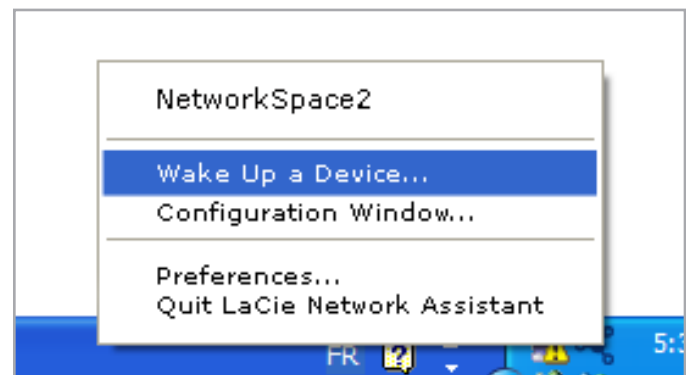 NetworkSpace2
Wake Up a Device...
Configuration Window...
Preferences...
Quit LaCie Network Assistant
FR